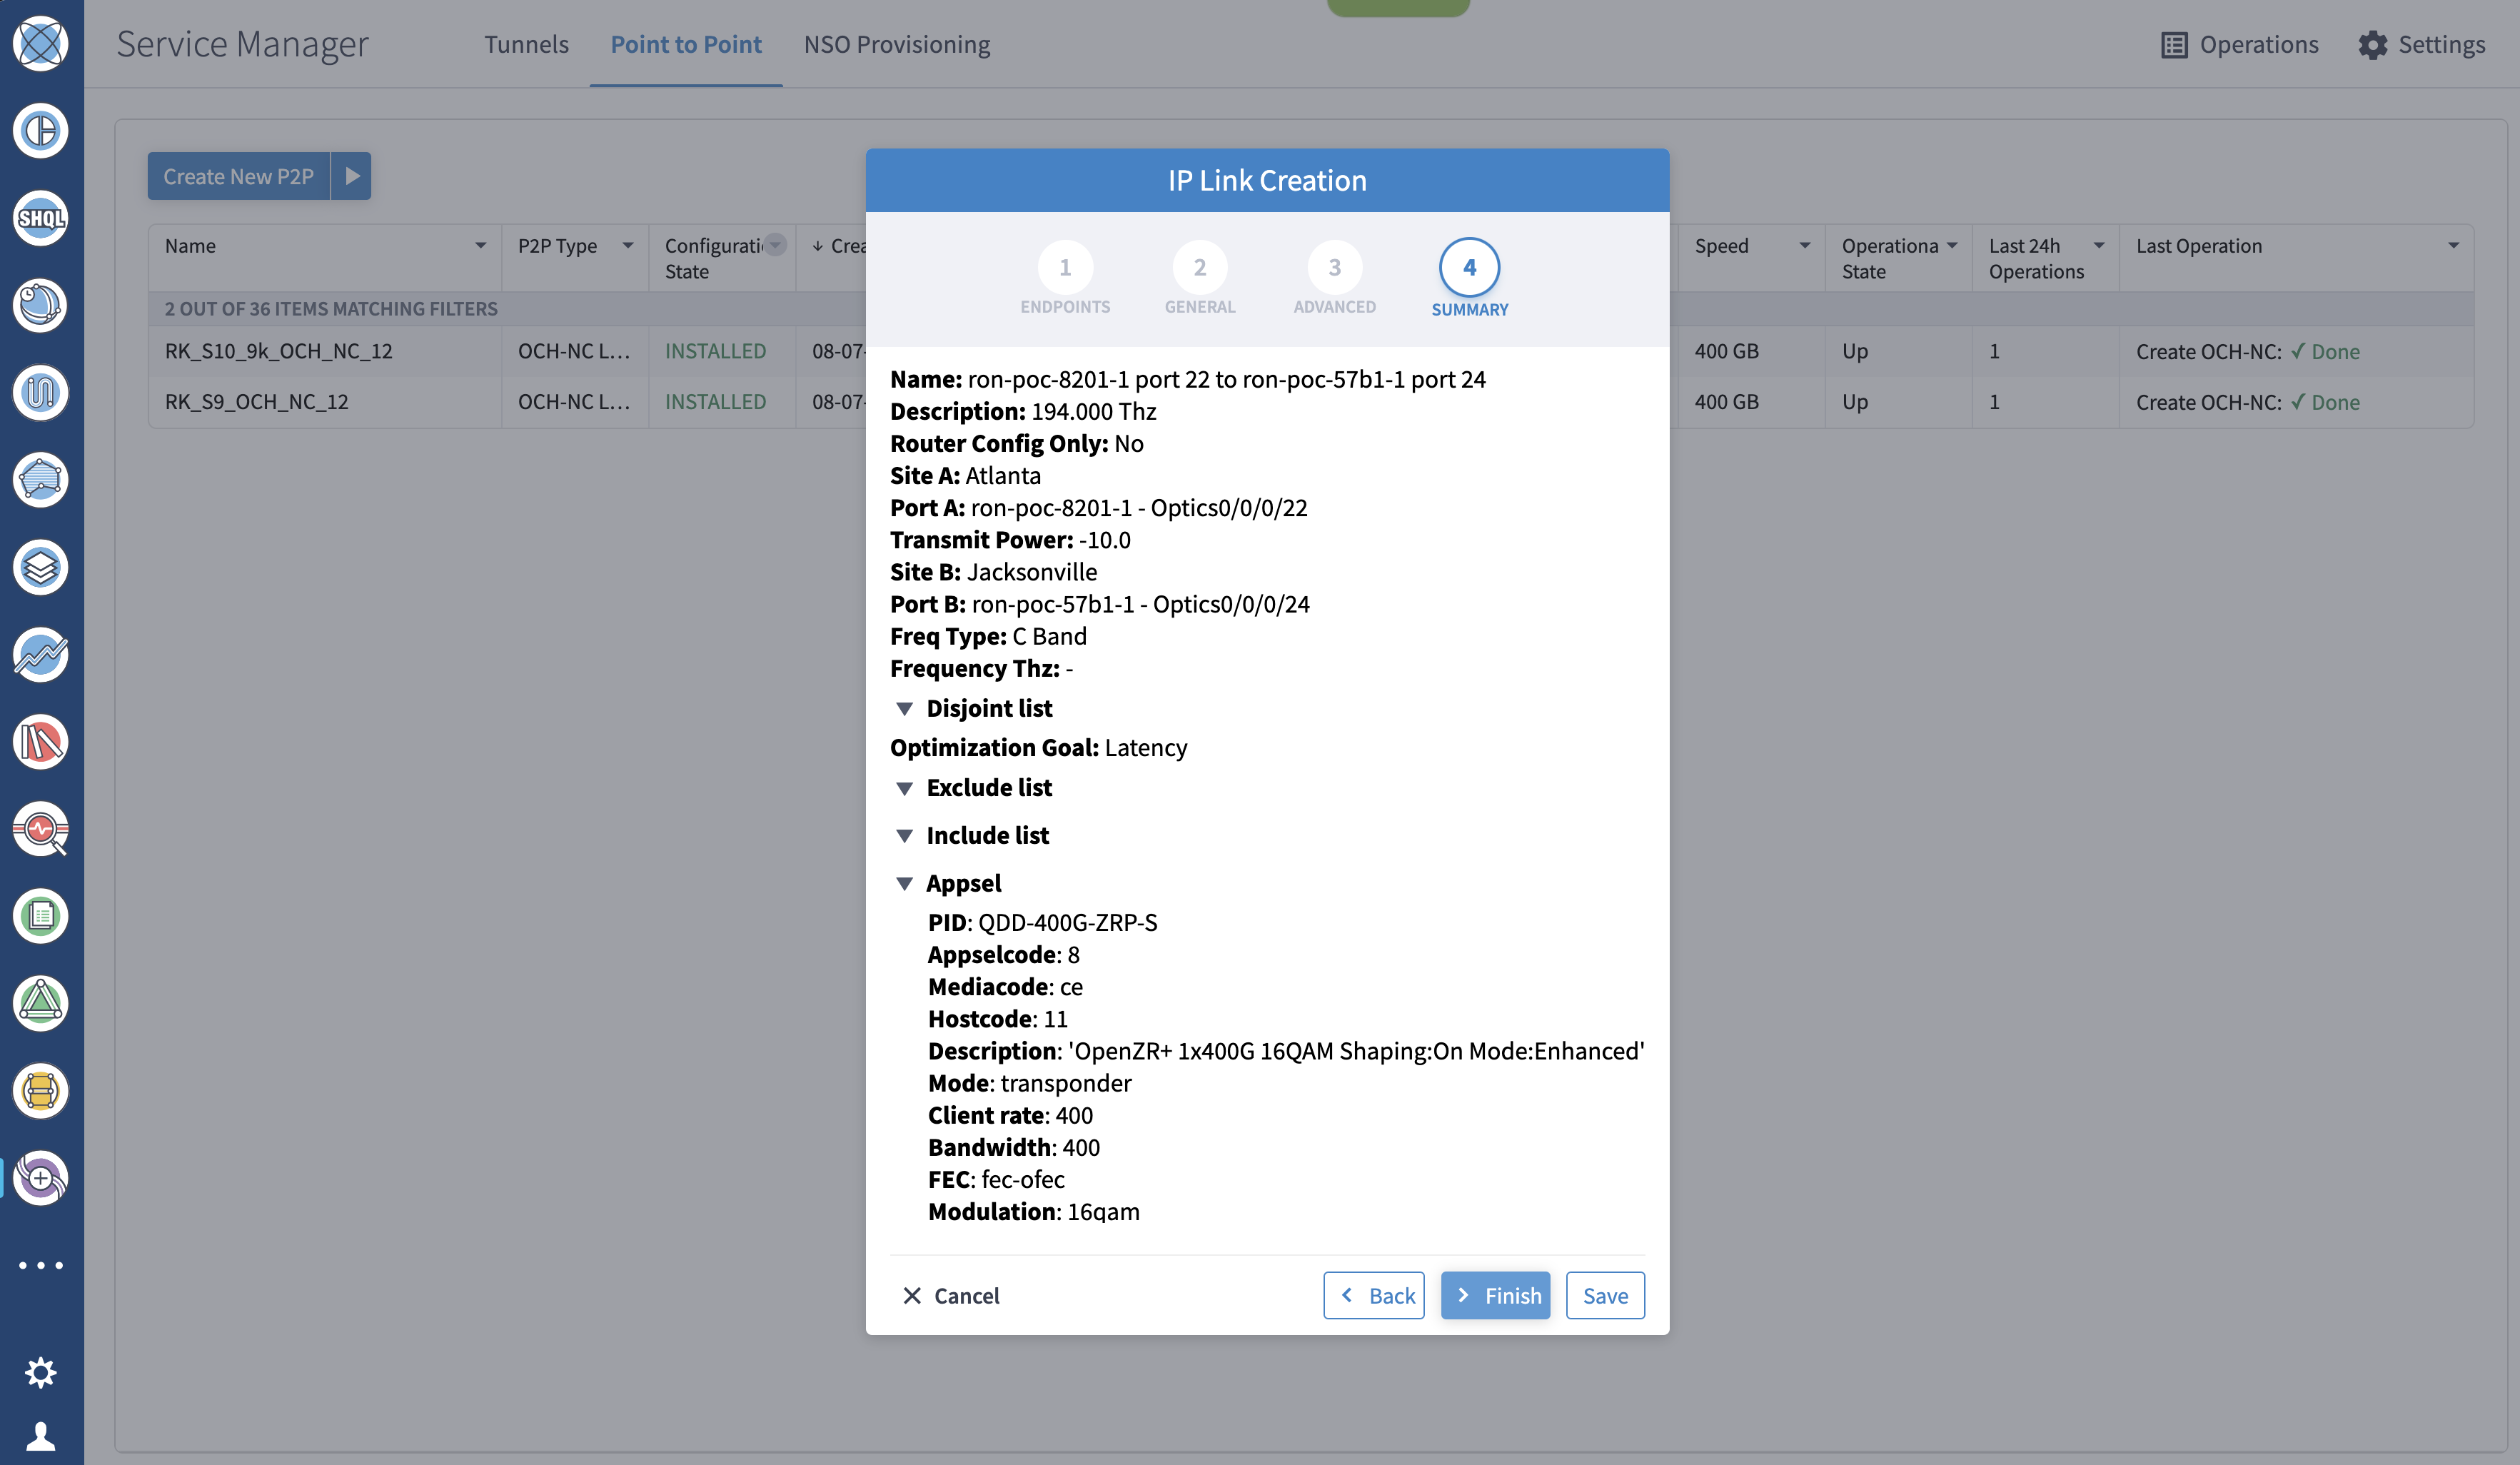 Service Manager
Tunnels
Point to Point
NSO Provisioning
Operations
Settings
SHQL
Create New P2P
Name
P2P Type
Configurati
State
↓ Crea
Speed
Operationa
State
Last 24h
Operations
Last Operation
2 OUT OF 36 ITEMS MATCHING FILTERS
RK_S10_9k_OCH_NC_12
OCH-NC L...
INSTALLED
08-07-
400 GB
Up
1
Create OCH-NC: ✓ Done
RK_S9_OCH_NC_12
OCH-NC L...
INSTALLED
08-07-
400 GB
Up
1
Create OCH-NC: ✓ Done
IP Link Creation
1
ENDPOINTS
2
GENERAL
3
ADVANCED
4
SUMMARY
Name: ron-poc-8201-1 port 22 to ron-poc-57b1-1 port 24
Description: 194.000 Thz
Router Config Only: No
Site A: Atlanta
Port A: ron-poc-8201-1 - Optics0/0/0/22
Transmit Power: -10.0
Site B: Jacksonville
Port B: ron-poc-57b1-1 - Optics0/0/0/24
Freq Type: C Band
Frequency Thz: -
Disjoint list
Optimization Goal: Latency
Exclude list
Include list
Appsel
PID: QDD-400G-ZRP-S
Appselcode: 8
Mediacode: ce
Hostcode: 11
Description: 'OpenZR+ 1x400G 16QAM Shaping:On Mode:Enhanced'
Mode: transponder
Client rate: 400
Bandwidth: 400
FEC: fec-ofec
Modulation: 16qam
Cancel
Back
Finish
Save